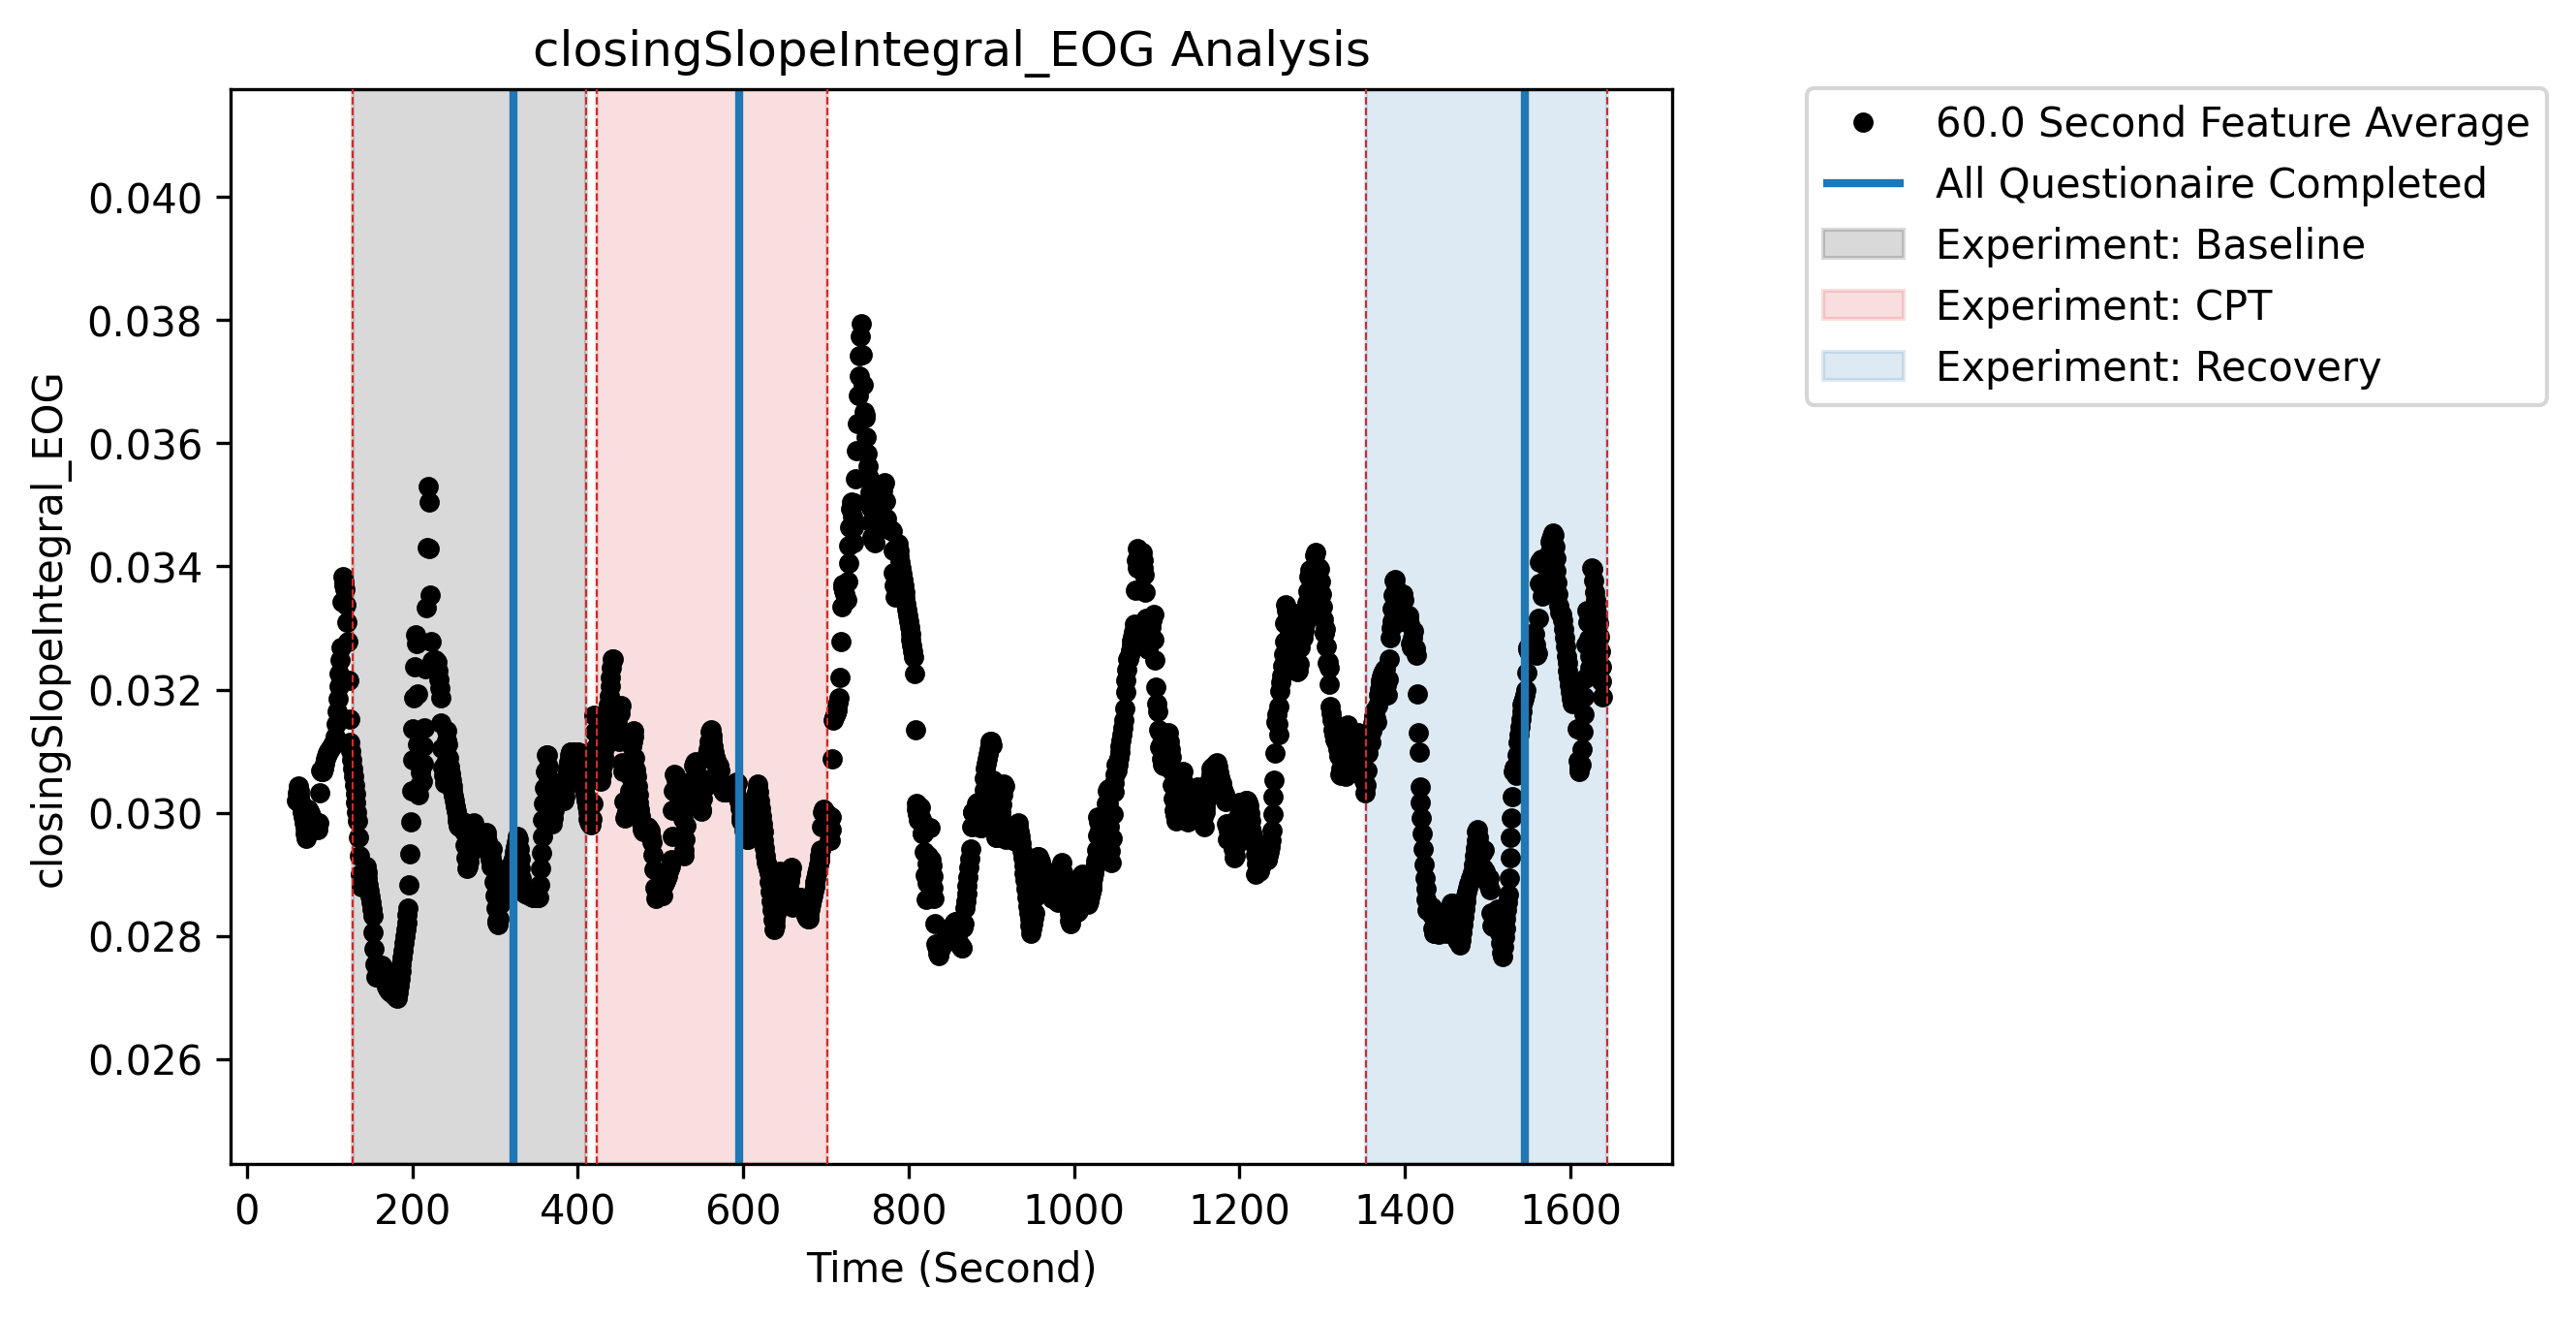 closingSlopeIntegral_EOG Analysis
closingSlopeIntegral_EOG
0.040
0.038
0.036
0.034
0.032
0.030
0.028
0.026
0 200 400 600 800 1000 1200 1400 1600
Time (Second)
60.0 Second Feature Average
All Questionaire Completed
Experiment: Baseline
Experiment: CPT
Experiment: Recovery